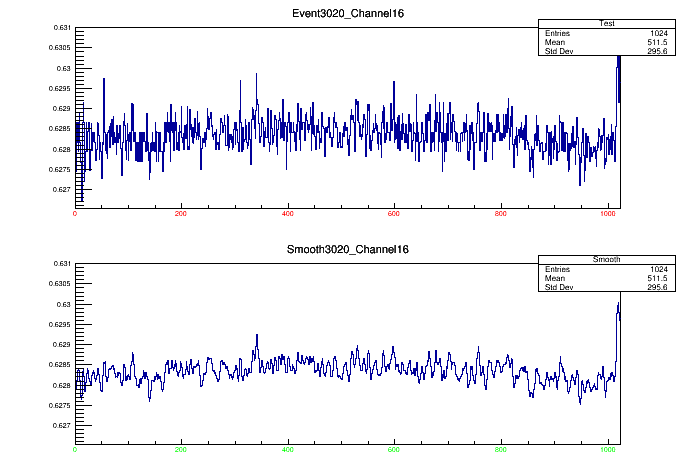 Event3020_Channel16
Test
Entries 1024
Mean 511.5
Std Dev 295.6
0.631
0.6305
0.63
0.6295
0.629
0.6285
0.628
0.6275
0.627
0 200 400 600 800 1000
Smooth3020_Channel16
Smooth
Entries 1024
Mean 511.5
Std Dev 295.6
0.631
0.6305
0.63
0.6295
0.629
0.6285
0.628
0.6275
0.627
0 200 400 600 800 1000